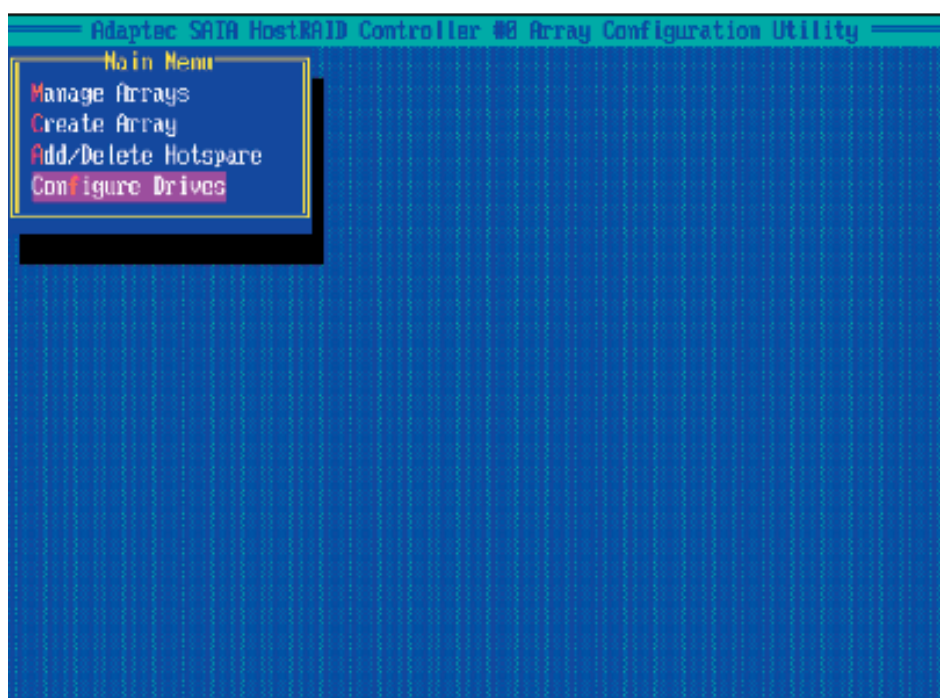 Adaptec SATA HostRAID Controller #0 Array Configuration Utility
Main Menu
Manage Arrays
Create Array
Add/Delete Hotspare
Configure Drives